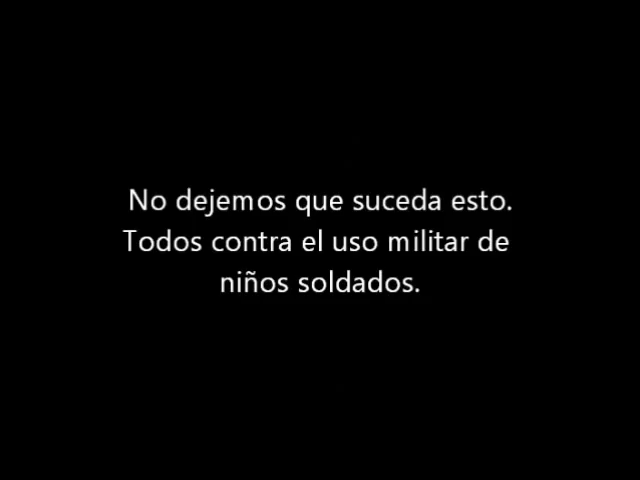 No dejemos que suceda esto.
Todos contra el uso militar de
niños soldados.